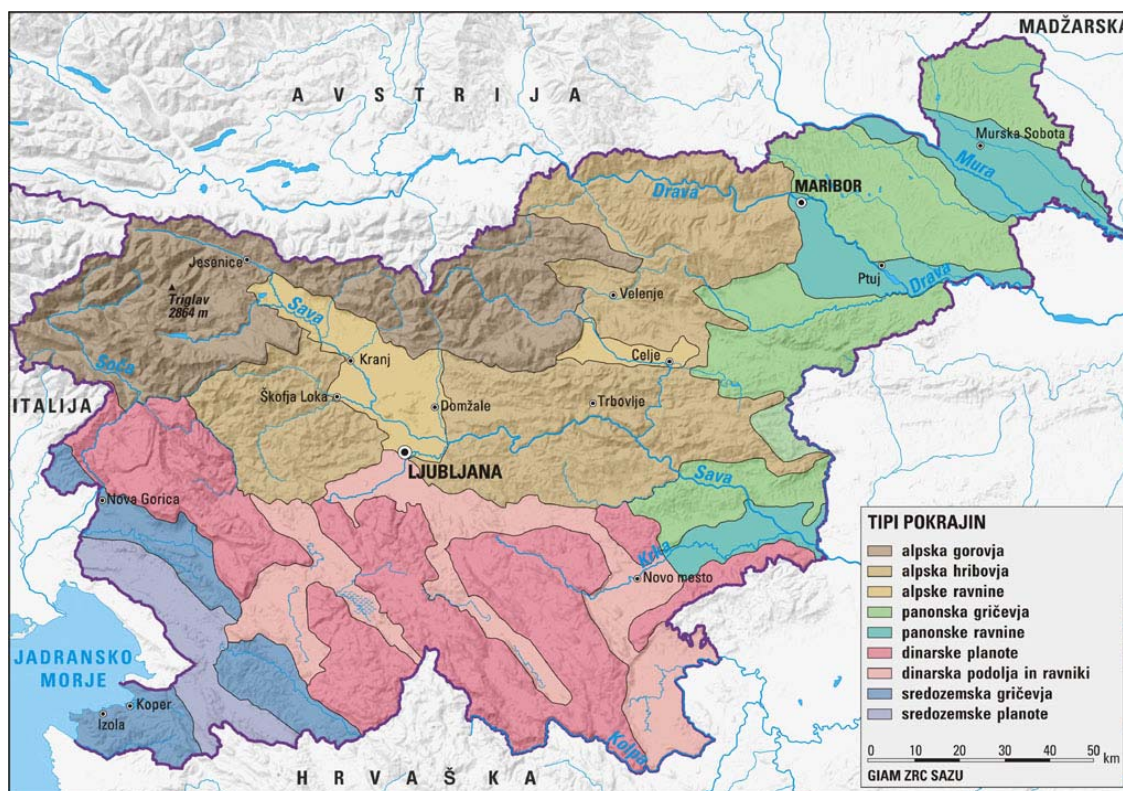 MADŽARSKA
AVSTRIJA
Murska Sobota
Mura
Drava
MARIBOR
Jesenice
Ptuj
Drava
Triglav
2864 m
Velenje
Sava
Soča
Kranj
Celje
ITALIJA
Škofja Loka
Domžale
Trbovlje
LJUBLJANA
Sava
Nova Gorica
Krka
Novo mesto
JADRANSKO
MORJE
Koper
Izola
Kolpa
HRVAŠKA
TIPI POKRAJIN
alpska gorovja
alpska hribovja
alpske ravnine
panonska gričevja
panonske ravnine
dinarske planote
dinarska podolja in ravniki
sredozemska gričevja
sredozemske planote
0 10 20 30 40 50 km
GIAM ZRC SAZU